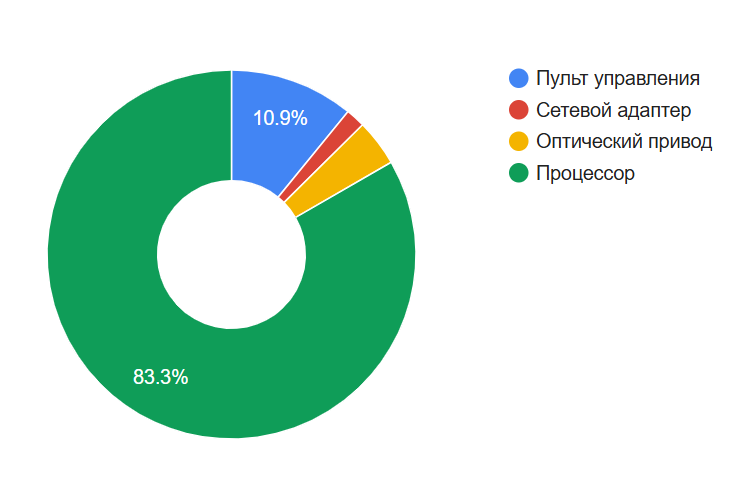 10.9%
83.3%
Пульт управления
Сетевой адаптер
Оптический привод
Процессор